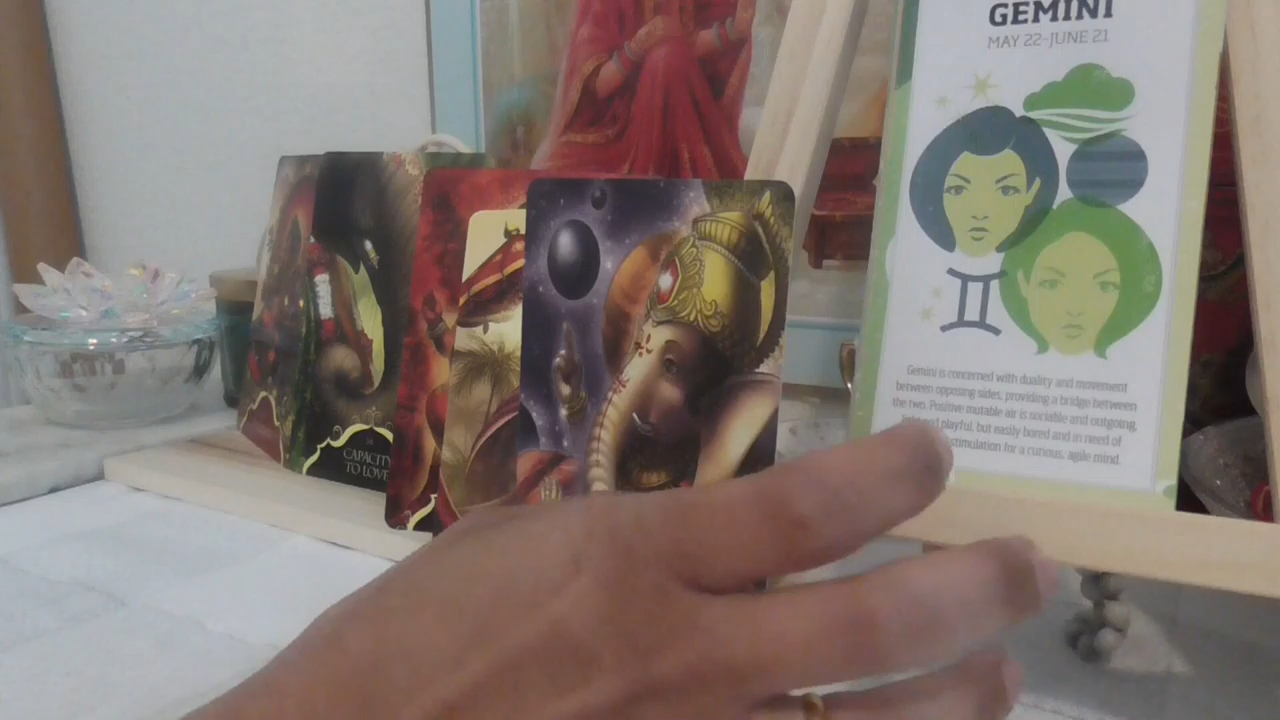 GEMINI
MAY 22-JUNE 21
Gemini is concerned with duality and movement
between opposing sides, providing a bridge between
the two. Positive mutable air is sociable and outgoing,
playful, but easily bored and in need of
stimulation for a curious, agile mind.
CAPACITY
TO LOVE